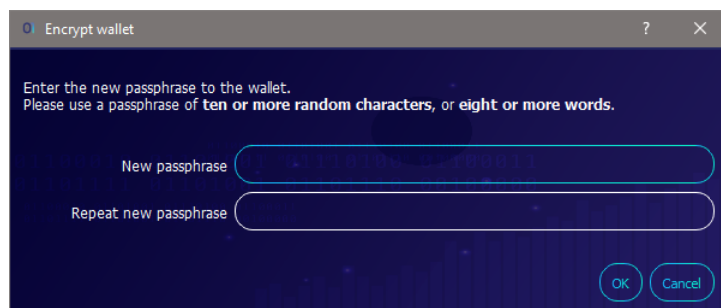 Encrypt wallet
Enter the new passphrase to the wallet.
Please use a passphrase of ten or more random characters, or eight or more words.
New passphrase
Repeat new passphrase
OK Cancel